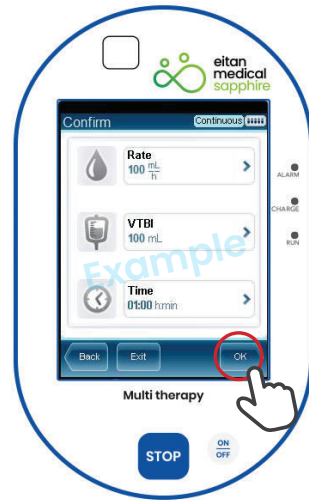 eitan
medical
sapphire
Confirm Continuous
Rate
100 mL/h
ALARM
CHARGE
VTBI
100 mL
RUN
Example
Time
01:00 h:min
Back Exit OK
Multi therapy
STOP
ON
OFF